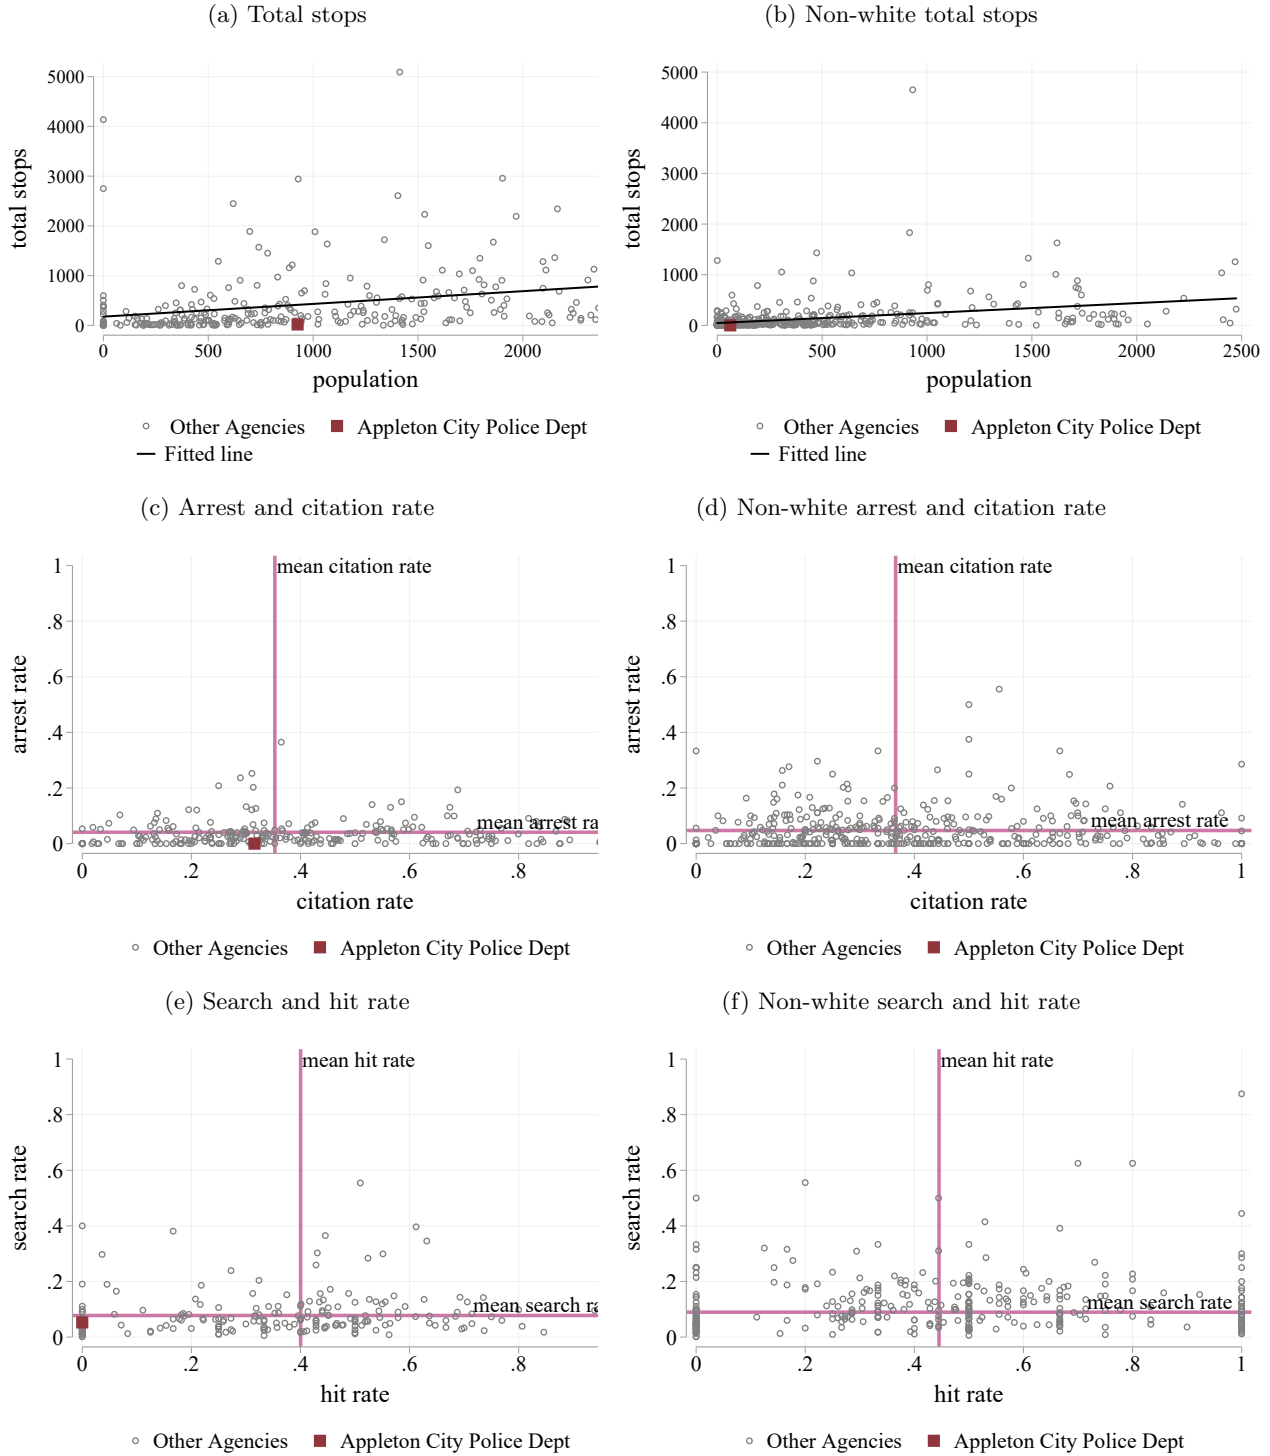 (a) Total stops
total stops
5000
4000
3000
2000
1000
0
0 500 1000 1500 2000
population
Other Agencies Appleton City Police Dept
Fitted line
(b) Non-white total stops
total stops
5000
4000
3000
2000
1000
0
0 500 1000 1500 2000 2500
population
Other Agencies Appleton City Police Dept
Fitted line
(c) Arrest and citation rate
arrest rate
1
.8
.6
.4
.2
0
mean citation rate
mean arrest ra
0 .2 .4 .6 .8
citation rate
Other Agencies Appleton City Police Dept
(d) Non-white arrest and citation rate
arrest rate
1
.8
.6
.4
.2
0
mean citation rate
mean arrest rate
0 .2 .4 .6 .8 1
citation rate
Other Agencies Appleton City Police Dept
(e) Search and hit rate
search rate
1
.8
.6
.4
.2
0
mean hit rate
mean search ra
0 .2 .4 .6 .8
hit rate
Other Agencies Appleton City Police Dept
(f) Non-white search and hit rate
search rate
1
.8
.6
.4
.2
0
mean hit rate
mean search rate
0 .2 .4 .6 .8 1
hit rate
Other Agencies Appleton City Police Dept